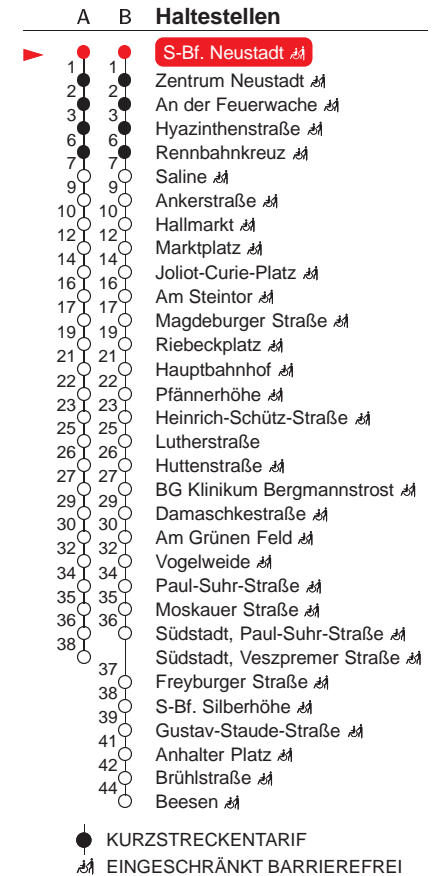 A B Haltestellen
S-Bf. Neustadt
1 1
Zentrum Neustadt
2 2
An der Feuerwache
3 3
Hyazinthenstraße
6 6
Rennbahnkreuz
7 7
Saline
9 9
Ankerstraße
10 10
Hallmarkt
12 12
Marktplatz
14 14
Joliot-Curie-Platz
16 16
Am Steintor
17 17
Magdeburger Straße
19 19
Riebeckplatz
21 21
Hauptbahnhof
22 22
Pfännerhöhe
23 23
Heinrich-Schütz-Straße
25 25
Lutherstraße
26 26
Huttenstraße
27 27
BG Klinikum Bergmannstrost
29 29
Damaschkestraße
30 30
Am Grünen Feld
32 32
Vogelweide
34 34
Paul-Suhr-Straße
35 35
Moskauer Straße
36 36
Südstadt, Paul-Suhr-Straße
38
Südstadt, Veszpremer Straße
37
Freyburger Straße
38
S-Bf. Silberhöhe
39
Gustav-Staude-Straße
41
Anhalter Platz
42
Brühlstraße
44
Beesen
KURZSTRECKENTARIF
EINGESCHRÄNKT BARRIEREFREI